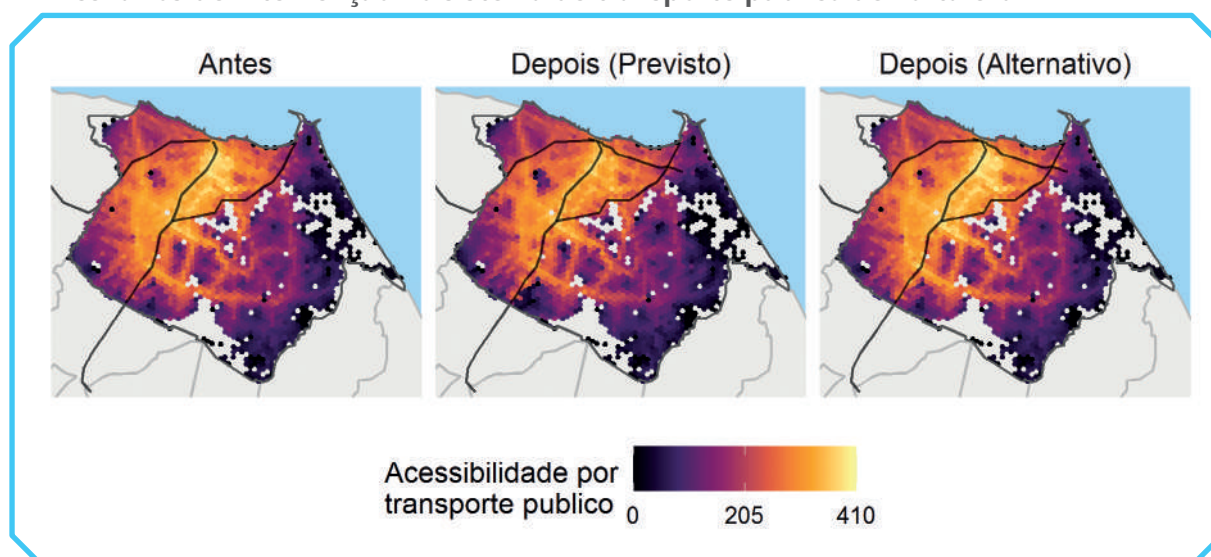 Antes
Depois (Previsto)
Depois (Alternativo)
Acessibilidade por
transporte publico
0
205
410